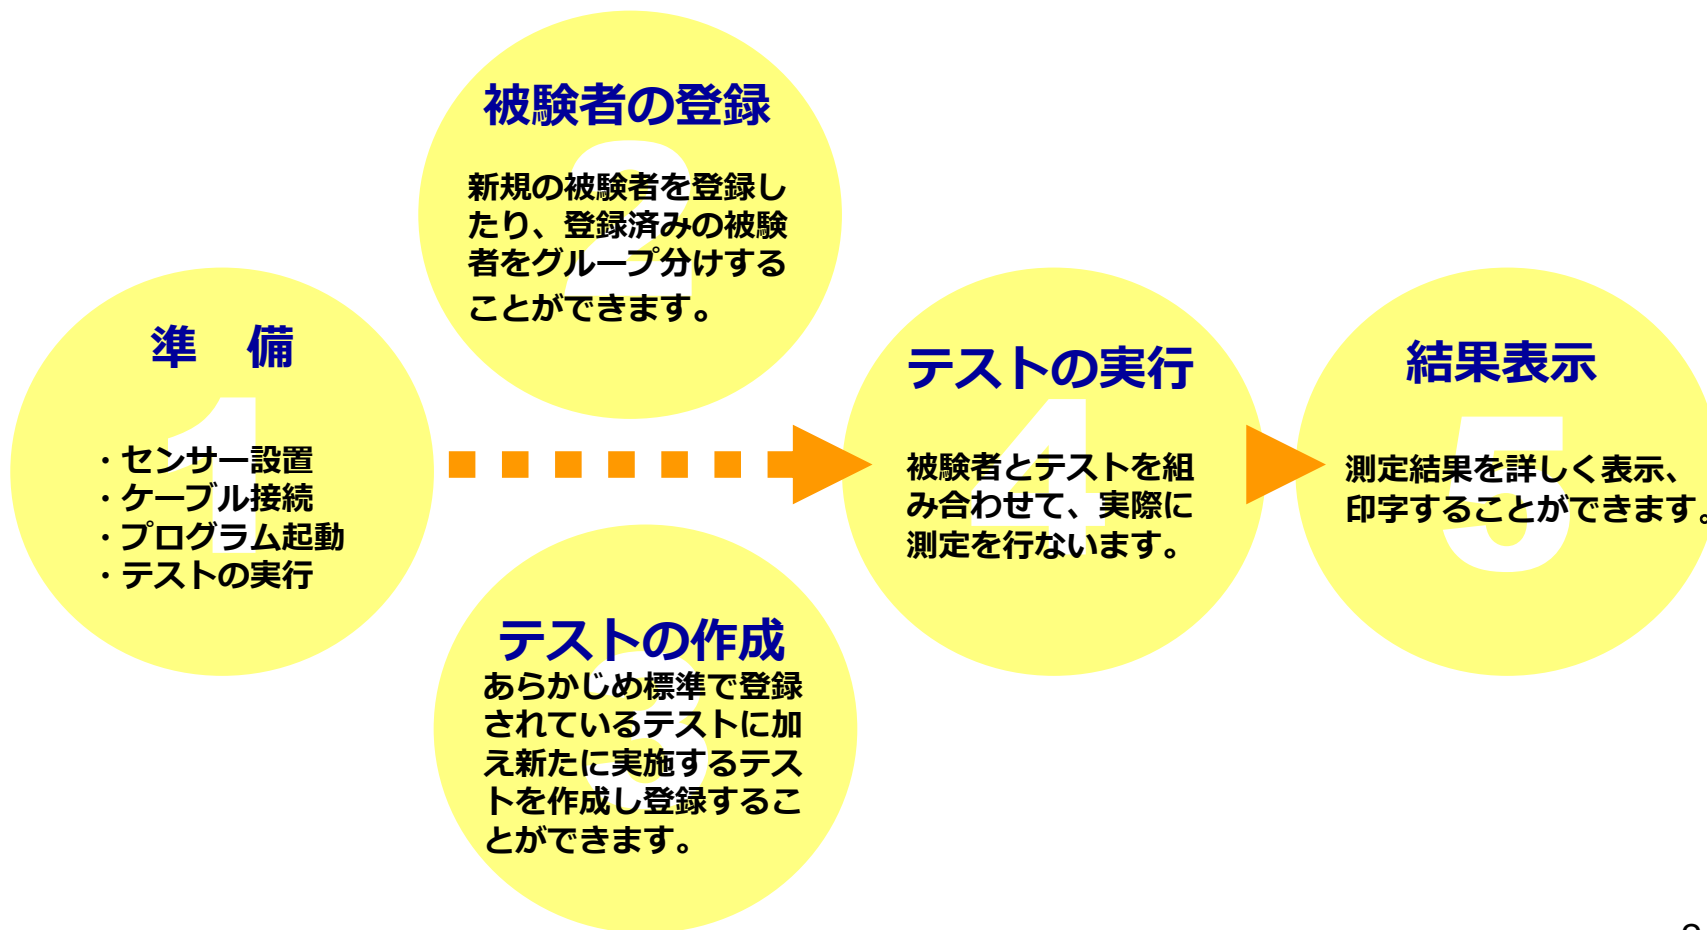 準　備
1
・センサー設置
・ケーブル接続
・プログラム起動
・テストの実行
被験者の登録
2
新規の被験者を登録し
たり、登録済みの被験
者をグループ分けする
ことができます。
テストの作成
3
あらかじめ標準で登録
されているテストに加
え新たに実施するテス
トを作成し登録するこ
とができます。
テストの実行
4
被験者とテストを組
み合わせて、実際に
測定を行ないます。
結果表示
5
測定結果を詳しく表示、
印字することができます。